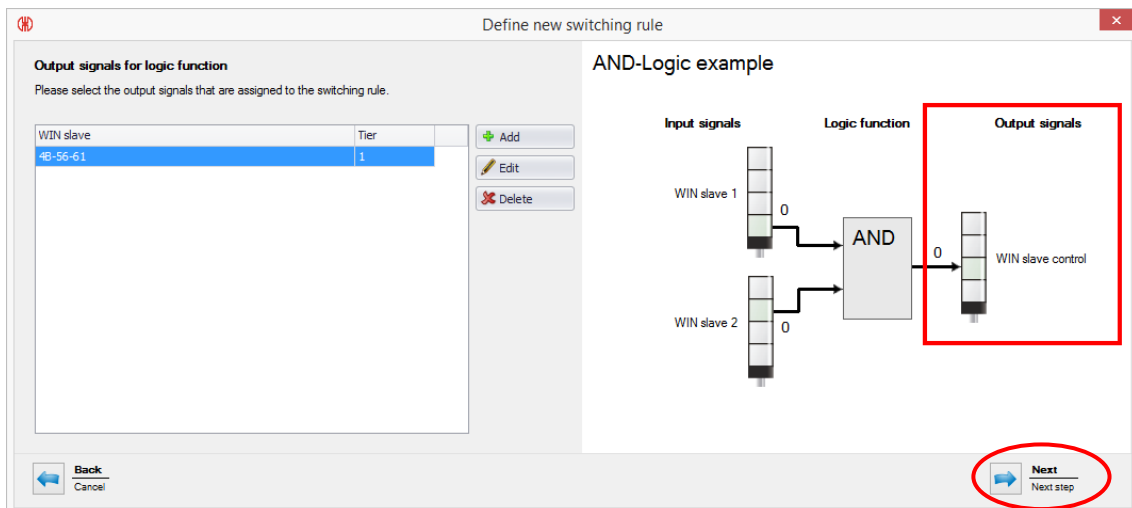 Define new switching rule
Output signals for logic function
Please select the output signals that are assigned to the switching rule.
WIN slave Tier
4B-56-61 1
Add
Edit
Delete
Back
Cancel
AND-Logic example
Input signals Logic function Output signals
WIN slave 1
0
AND
0
WIN slave control
WIN slave 2
0
Next
Next step